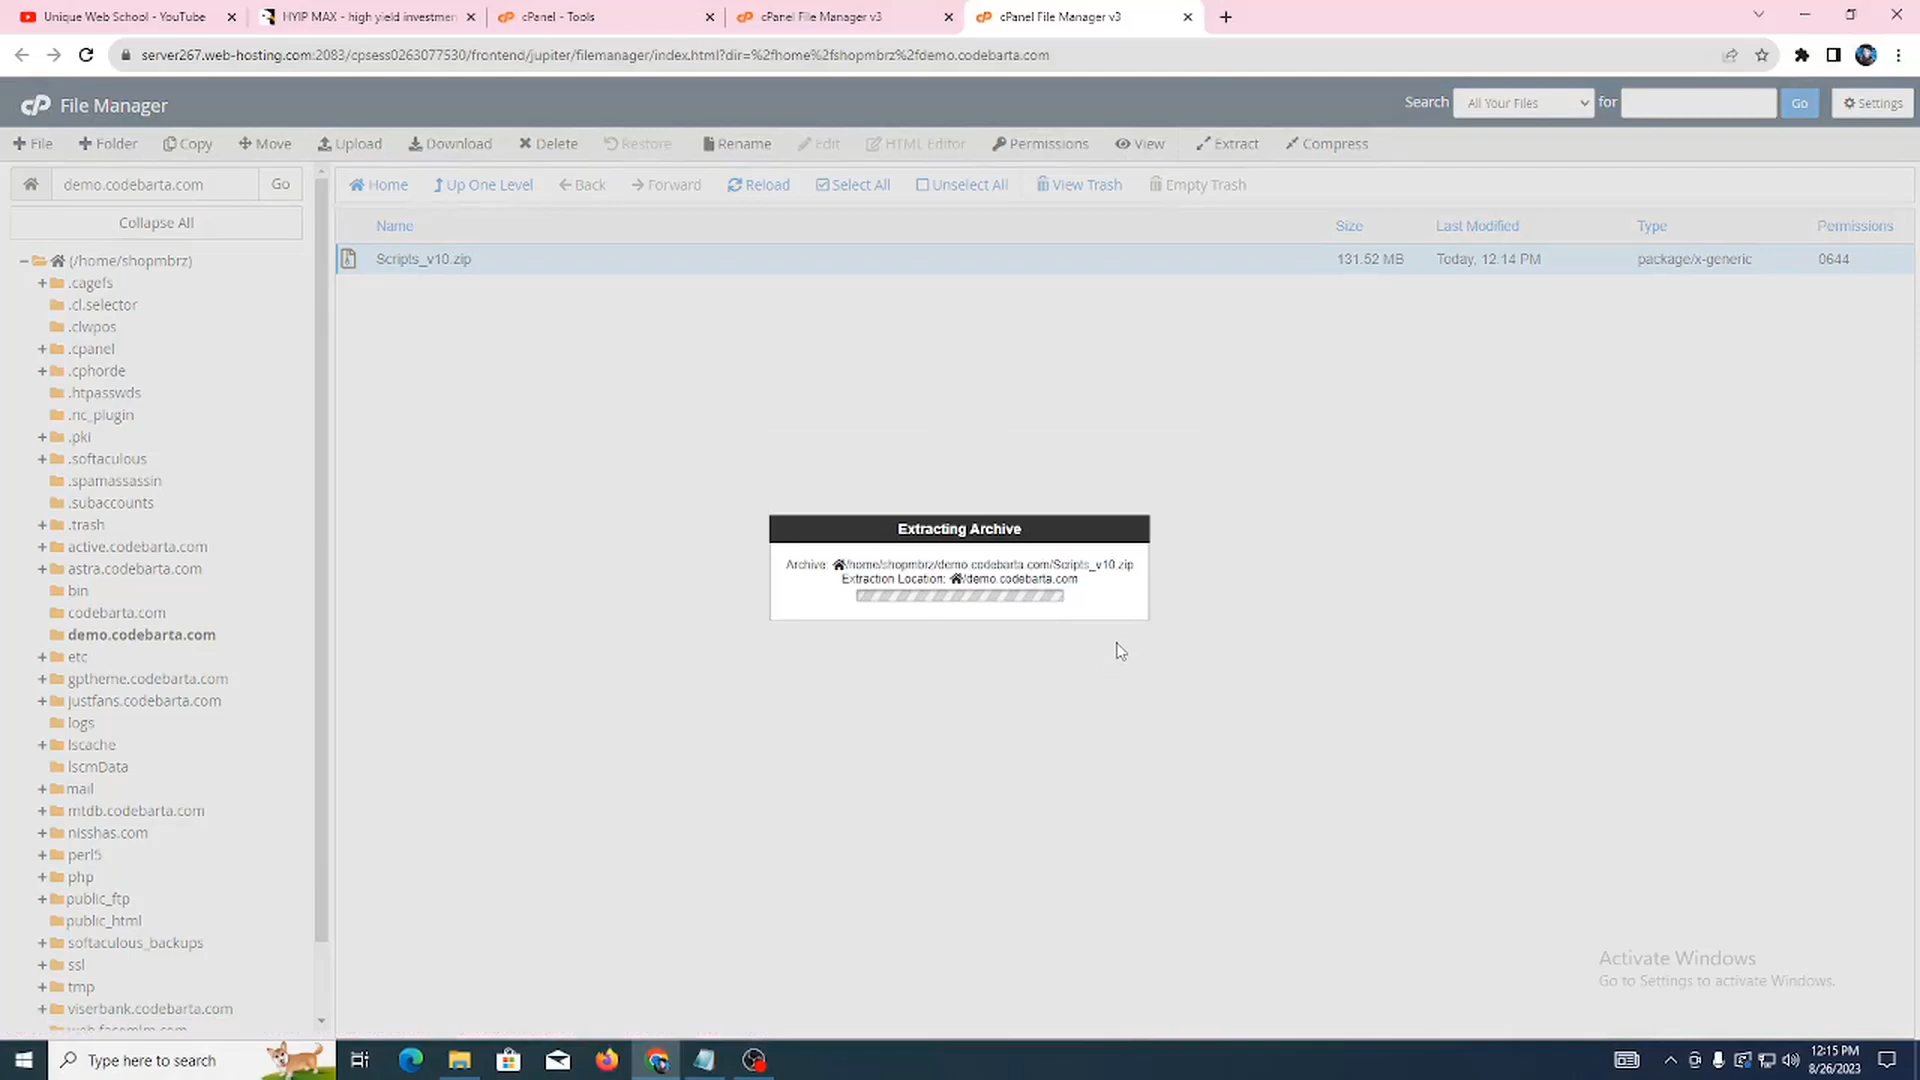 Unique Web School - YouTube
HYIP MAX - high yield investmen
cPanel - Tools
cPanel File Manager v3
cPanel File Manager v3
server267.web-hosting.com:2083/cpsess0263077530/frontend/jupiter/filemanager/index.html?dir=%2fhome%2fshopmbrz%2fdemo.codebarta.com
cP File Manager
Search All Your Files for Go Settings
File Folder Copy Move Upload Download Delete Restore Rename Edit HTML Editor Permissions View Extract Compress
demo.codebarta.com Go
Home Up One Level Back Forward Reload Select All Unselect All View Trash Empty Trash
Collapse All
Name Size Last Modified Type Permissions
Scripts_v10.zip 131.52 MB Today, 12:14 PM package/x-generic 0644
(/home/shopmbrz)
.cagefs
.cl.selector
.clwpos
.cpanel
.cphorde
.htpasswds
.nc_plugin
.pki
.softaculous
.spamassassin
.subaccounts
.trash
active.codebarta.com
astra.codebarta.com
bin
codebarta.com
demo.codebarta.com
etc
gptheme.codebarta.com
justfans.codebarta.com
logs
lscache
lscmData
mail
mtdb.codebarta.com
nisshas.com
perl5
php
public_ftp
public_html
softaculous_backups
ssl
tmp
viserbank.codebarta.com
Extracting Archive
Archive: /home/shopmbrz/demo.codebarta.com/Scripts_v10.zip
Extraction Location: /demo.codebarta.com
Activate Windows
Go to Settings to activate Windows.
Type here to search
12:15 PM
8/26/2023